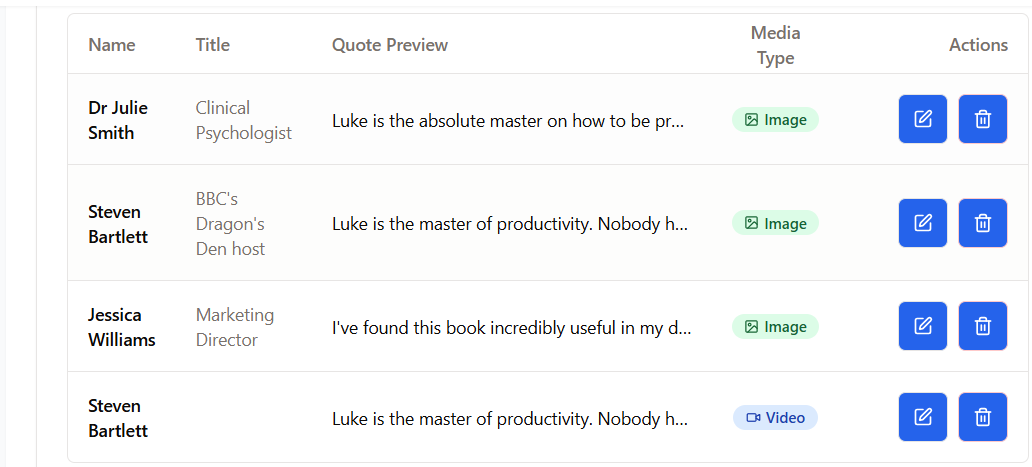 Name Title Quote Preview Media Type Actions
Dr Julie Smith Clinical Psychologist Luke is the absolute master on how to be pr... Image
Steven Bartlett BBC's Dragon's Den host Luke is the master of productivity. Nobody h... Image
Jessica Williams Marketing Director I've found this book incredibly useful in my d... Image
Steven Bartlett Luke is the master of productivity. Nobody h... Video